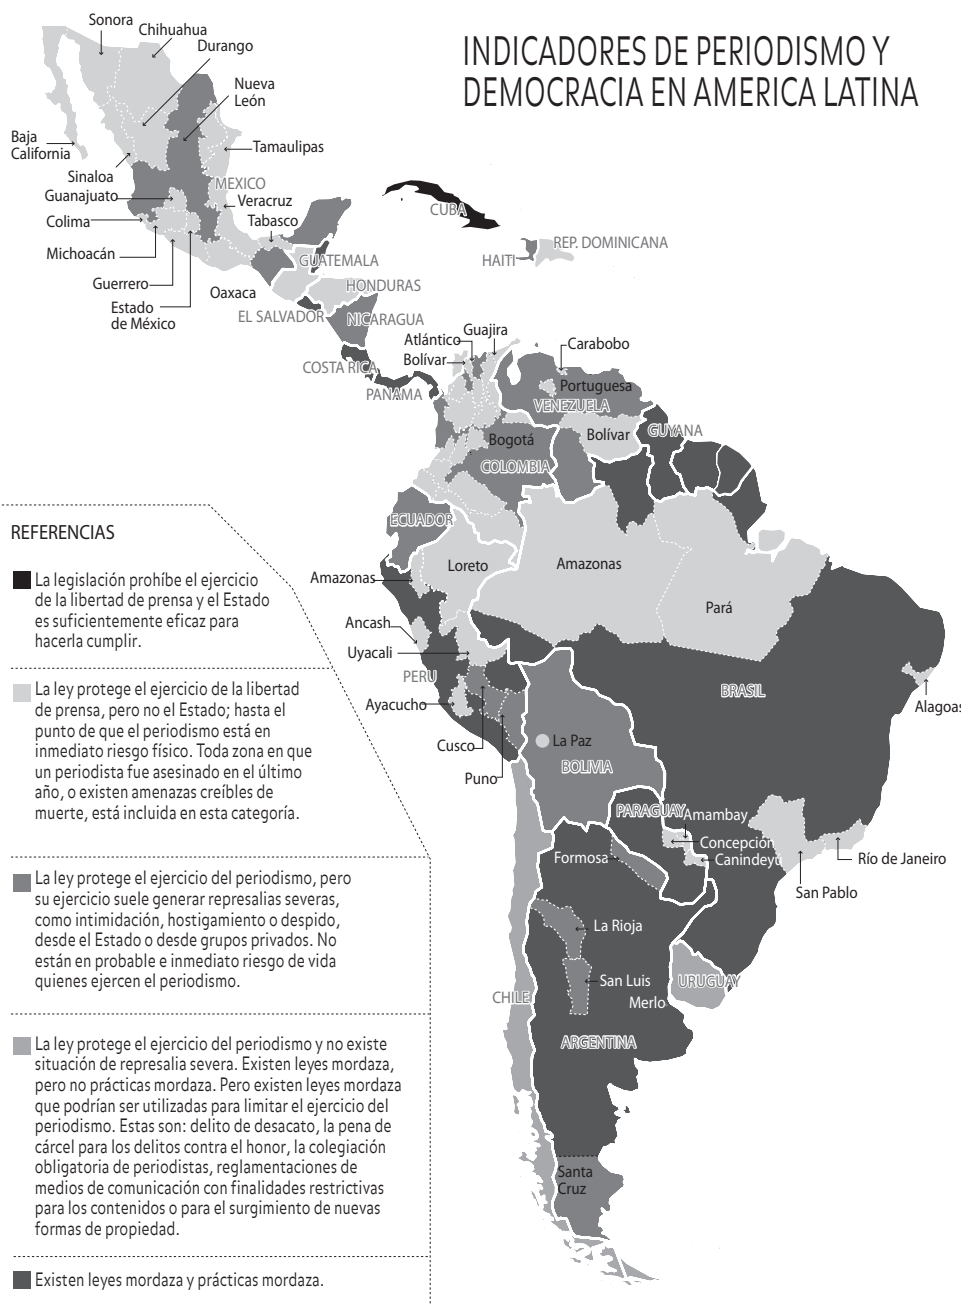 INDICADORES DE PERIODISMO Y
DEMOCRACIA EN AMERICA LATINA
Sonora
Chihuahua
Durango
Nueva
León
Baja
California
Tamaulipas
Sinaloa
MEXICO
Guanajuato
Veracruz
Colima
Tabasco
Michoacán
Guerrero
Estado
de México
Oaxaca
CUBA
REP. DOMINICANA
HAITI
GUATEMALA
HONDURAS
EL SALVADOR
NICARAGUA
COSTA RICA
PANAMA
Guajira
Atlántico
Bolívar
Carabobo
Portuguesa
VENEZUELA
Bolívar
GUYANA
Bogotá
COLOMBIA
ECUADOR
Loreto
Amazonas
Amazonas
Pará
Ancash
Uyacali
PERU
Ayacucho
Cusco
Puno
BRASIL
Alagoas
La Paz
BOLIVIA
PARAGUAY
Amambay
Concepción
Canindeyú
Formosa
Río de Janeiro
San Pablo
La Rioja
San Luis
Merlo
URUGUAY
CHILE
ARGENTINA
Santa
Cruz
REFERENCIAS
La legislación prohíbe el ejercicio
de la libertad de prensa y el Estado
es suficientemente eficaz para
hacerla cumplir.
La ley protege el ejercicio de la libertad
de prensa, pero no el Estado; hasta el
punto de que el periodismo está en
inmediato riesgo físico. Toda zona en que
un periodista fue asesinado en el último
año, o existen amenazas creíbles de
muerte, está incluida en esta categoría.
La ley protege el ejercicio del periodismo, pero
su ejercicio suele generar represalias severas,
como intimidación, hostigamiento o despido,
desde el Estado o desde grupos privados. No
están en probable e inmediato riesgo de vida
quienes ejercen el periodismo.
La ley protege el ejercicio del periodismo y no existe
situación de represalia severa. Existen leyes mordaza,
pero no prácticas mordaza. Pero existen leyes mordaza
que podrían ser utilizadas para limitar el ejercicio del
periodismo. Estas son: delito de desacato, la pena de
cárcel para los delitos contra el honor, la colegiación
obligatoria de periodistas, reglamentaciones de
medios de comunicación con finalidades restrictivas
para los contenidos o para el surgimiento de nuevas
formas de propiedad.
Existen leyes mordaza y prácticas mordaza.